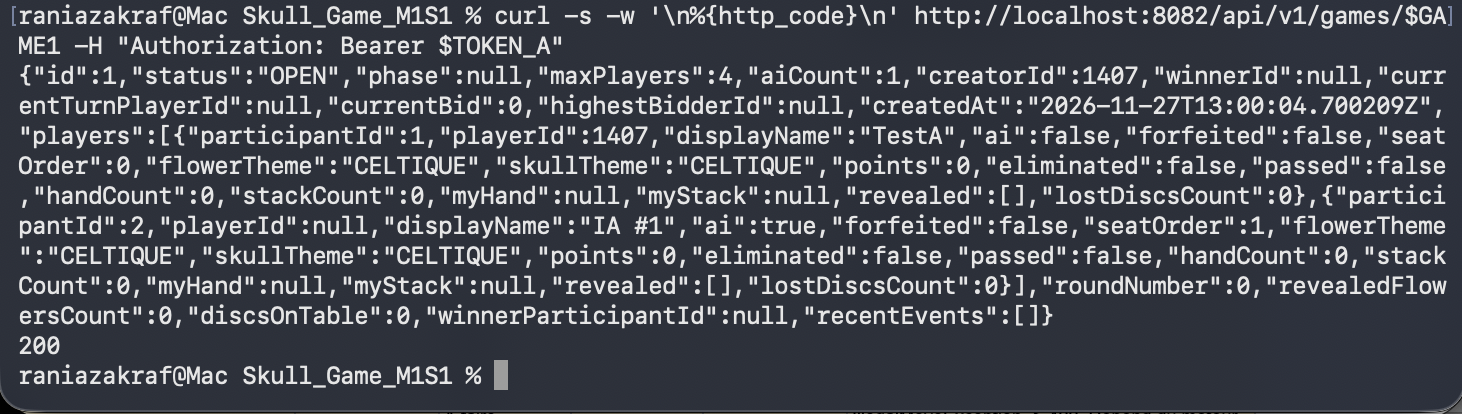 [raniazakraf@Mac Skull_Game_M1S1 % curl -s -w '\n%{http_code}\n' http://localhost:8082/api/v1/games/$GA]
ME1 -H "Authorization: Bearer $TOKEN_A"
{"id":1,"status":"OPEN","phase":null,"maxPlayers":4,"aiCount":1,"creatorId":1407,"winnerId":null,"curr
entTurnPlayerId":null,"currentBid":0,"highestBidderId":null,"createdAt":"2026-11-27T13:00:04.700209Z",
"players":[{"participantId":1,"playerId":1407,"displayName":"TestA","ai":false,"forfeited":false,"seat
Order":0,"flowerTheme":"CELTIQUE","skullTheme":"CELTIQUE","points":0,"eliminated":false,"passed":false
,"handCount":0,"stackCount":0,"myHand":null,"myStack":null,"revealed":[],"lostDiscsCount":0},{"partici
pantId":2,"playerId":null,"displayName":"IA #1","ai":true,"forfeited":false,"seatOrder":1,"flowerTheme
":"CELTIQUE","skullTheme":"CELTIQUE","points":0,"eliminated":false,"passed":false,"handCount":0,"stack
Count":0,"myHand":null,"myStack":null,"revealed":[],"lostDiscsCount":0}],"roundNumber":0,"revealedFlow
ersCount":0,"discsOnTable":0,"winnerParticipantId":null,"recentEvents":[]}
200
raniazakraf@Mac Skull_Game_M1S1 %